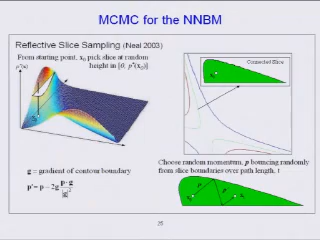 MCMC for the NNBM
Reflective Slice Sampling (Neal 2003)
From starting point, x₀ pick slice at random
height in [0, p*(x₀)]
p*(x)
Connected Slice
g = gradient of contour boundary
p' = p − 2g p·g / |g|²
Choose random momentum, p bouncing randomly
from slice boundaries over path length, t